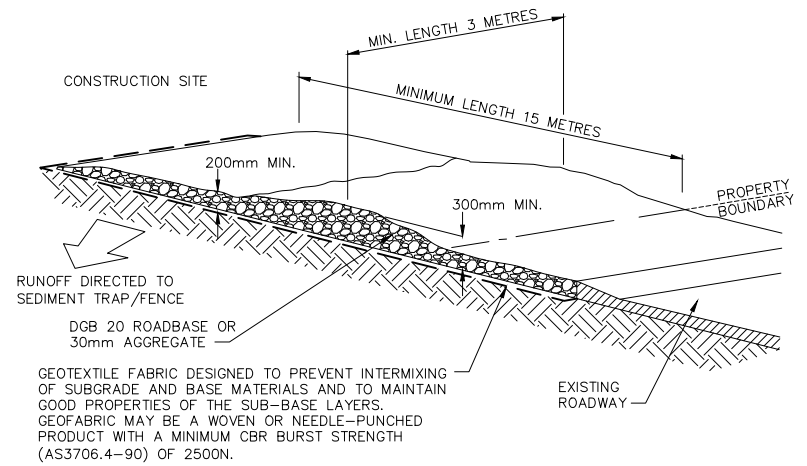 MIN. LENGTH 3 METRES
CONSTRUCTION SITE
MINIMUM LENGTH 15 METRES
200mm MIN.
300mm MIN.
PROPERTY
BOUNDARY
RUNOFF DIRECTED TO
SEDIMENT TRAP/FENCE
DGB 20 ROADBASE OR
30mm AGGREGATE
GEOTEXTILE FABRIC DESIGNED TO PREVENT INTERMIXING
OF SUBGRADE AND BASE MATERIALS AND TO MAINTAIN
GOOD PROPERTIES OF THE SUB-BASE LAYERS.
GEOFABRIC MAY BE A WOVEN OR NEEDLE-PUNCHED
PRODUCT WITH A MINIMUM CBR BURST STRENGTH
(AS3706.4-90) OF 2500N.
EXISTING
ROADWAY